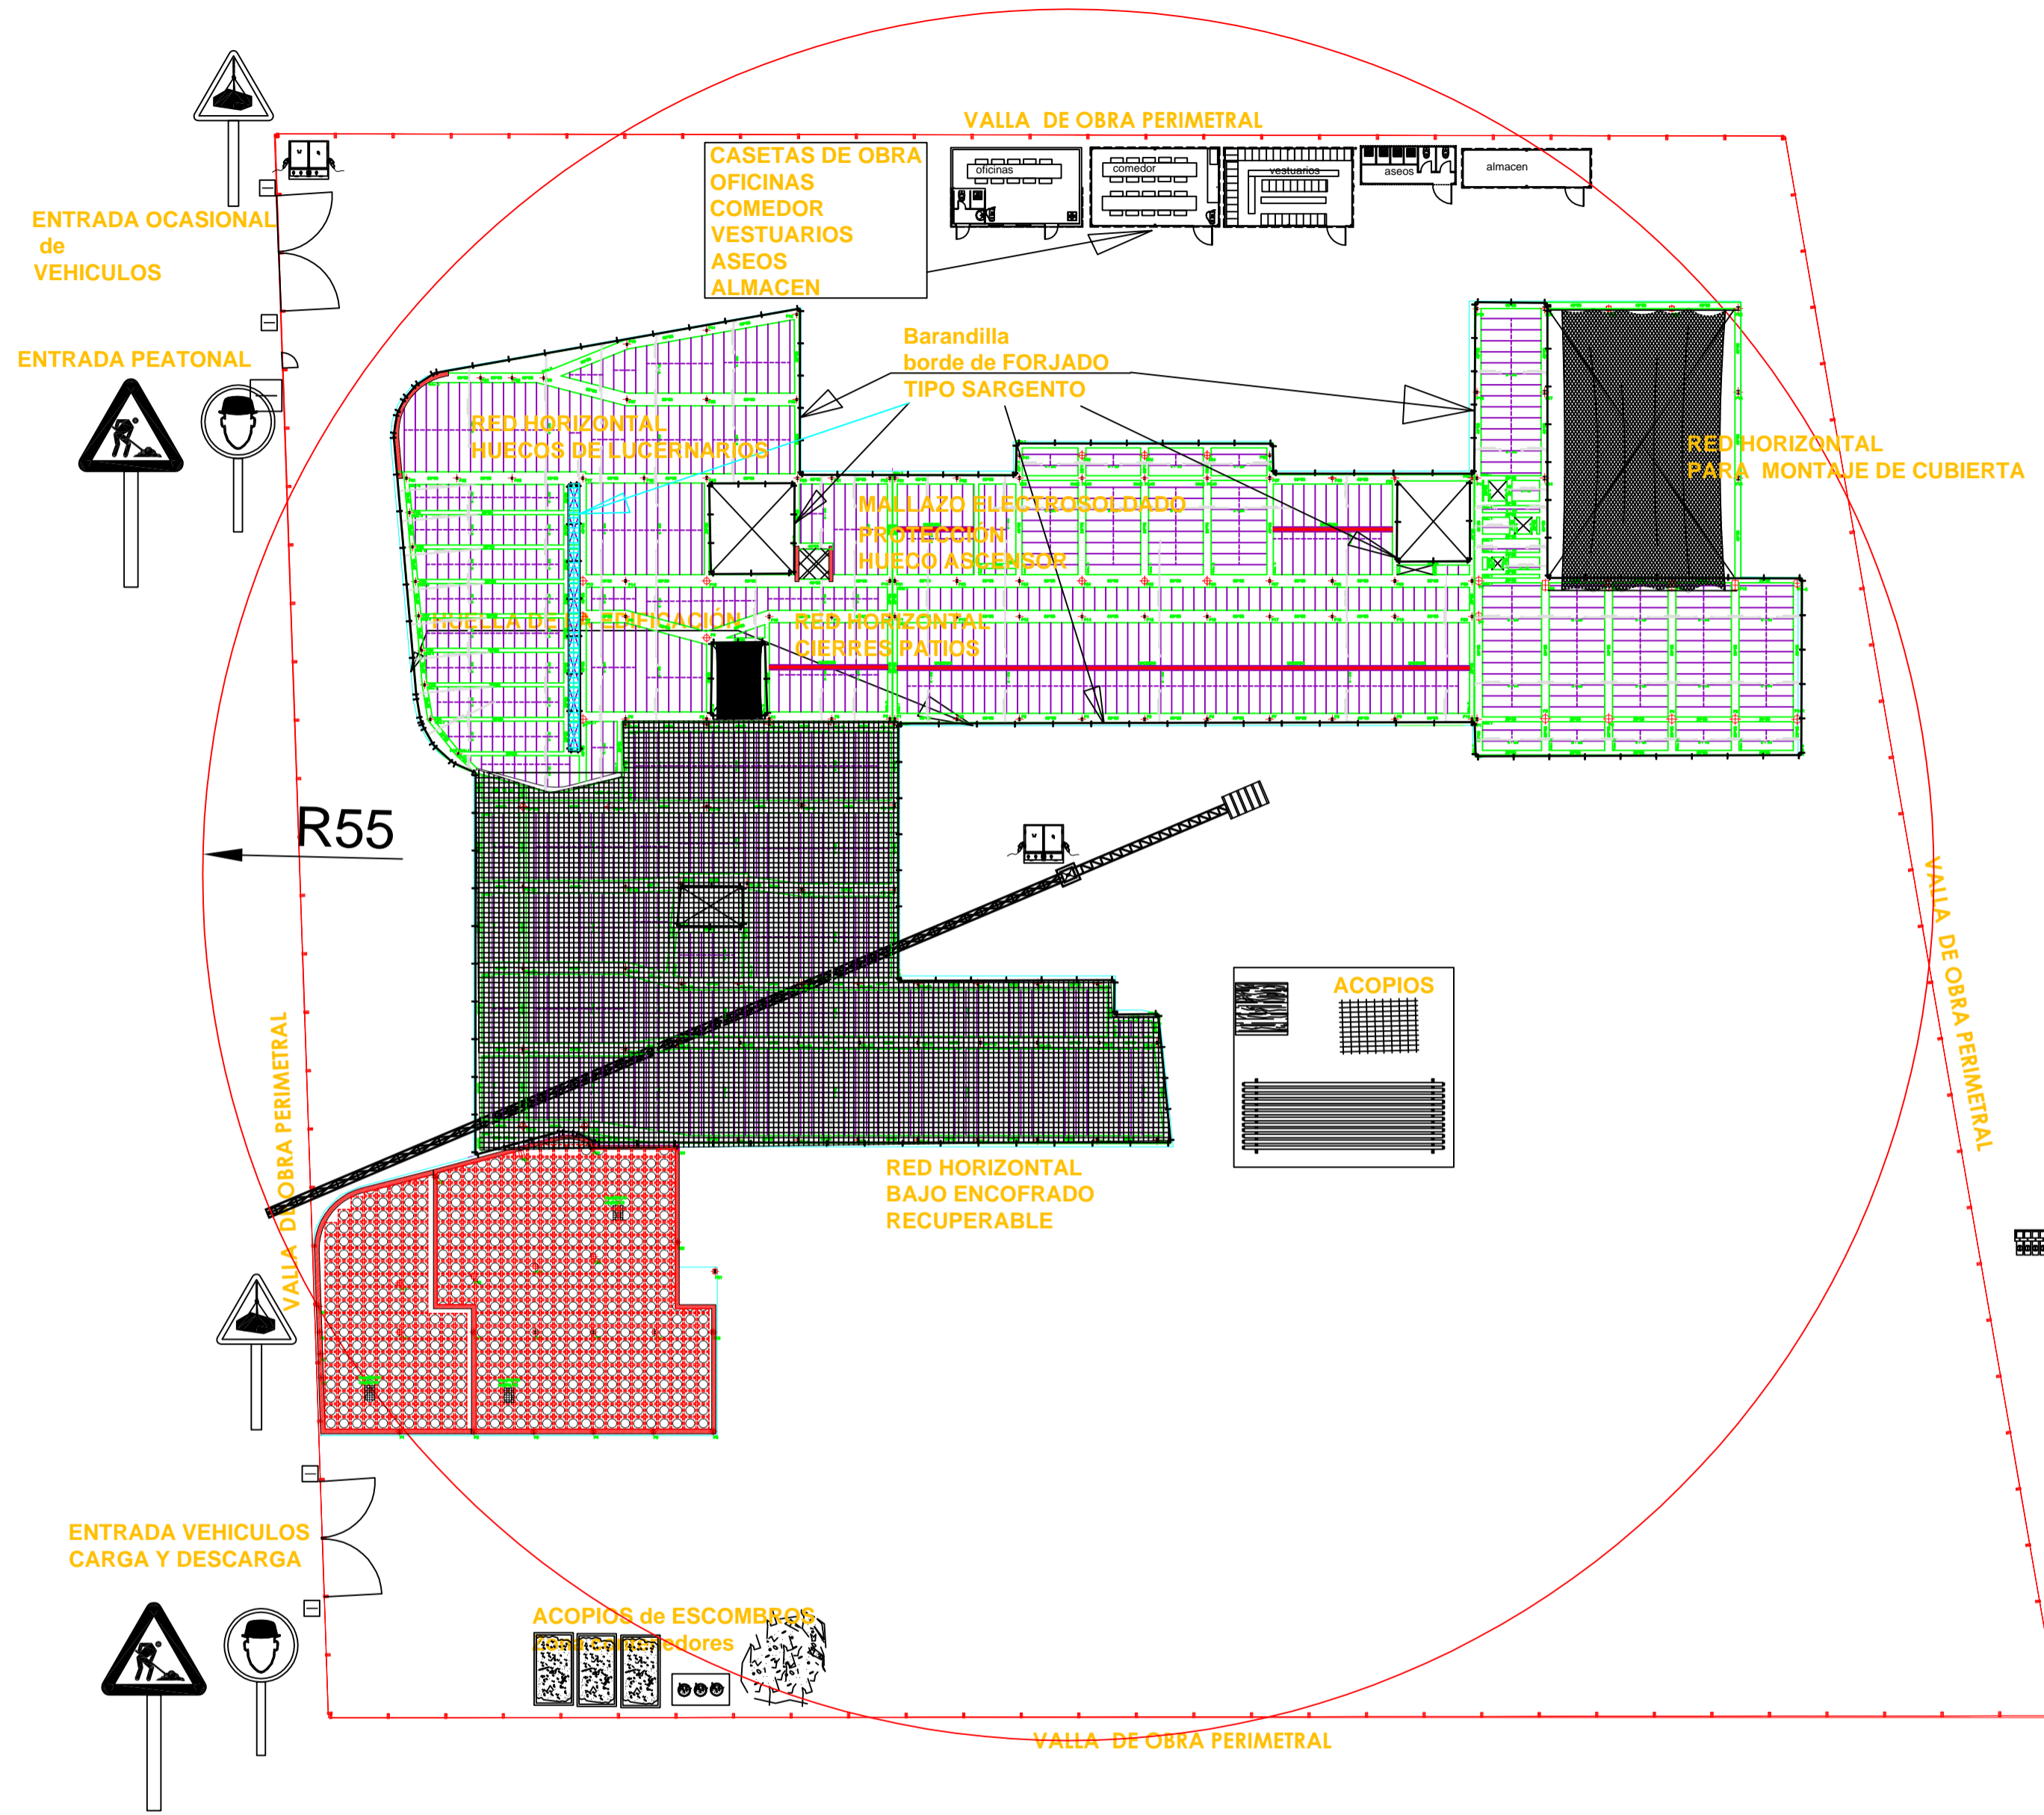 VALLA DE OBRA PERIMETRAL
CASETAS DE OBRA
OFICINAS
COMEDOR
VESTUARIOS
ASEOS
ALMACEN
oficinas
comedor
vestuarios
aseos
almacen
ENTRADA OCASIONAL
de
VEHICULOS
ENTRADA PEATONAL
Barandilla
borde de FORJADO
TIPO SARGENTO
RED HORIZONTAL
HUECOS DE LUCERNARIOS
RED HORIZONTAL
PARA MONTAJE DE CUBIERTA
MALLAZO ELECTROSOLDADO
PROTECCIÓN
HUECO ASCENSOR
HUELLA DE EDIFICACIÓN
RED HORIZONTAL
CIERRES PATIOS
R55
VALLA DE OBRA PERIMETRAL
ACOPIOS
VALLA DE OBRA PERIMETRAL
RED HORIZONTAL
BAJO ENCOFRADO
RECUPERABLE
ENTRADA VEHICULOS
CARGA Y DESCARGA
ACOPIOS de ESCOMBROS
zona contenedores
VALLA DE OBRA PERIMETRAL